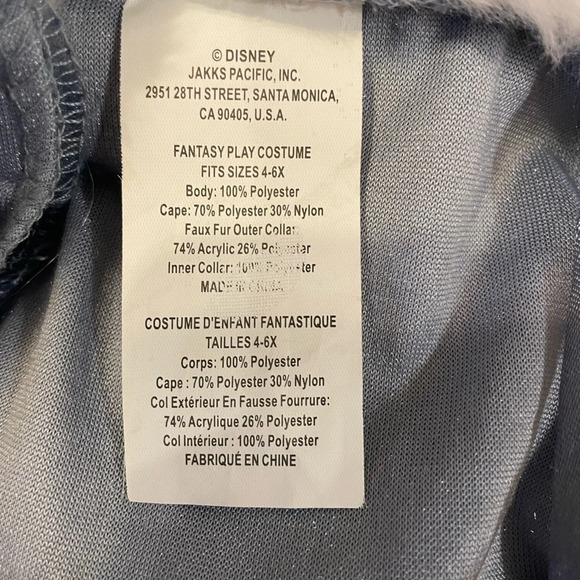 © DISNEY
JAKKS PACIFIC, INC.
2951 28TH STREET, SANTA MONICA,
CA 90405, U.S.A.
FANTASY PLAY COSTUME
FITS SIZES 4-6X
Body: 100% Polyester
Cape: 70% Polyester 30% Nylon
Faux Fur Outer Collar:
74% Acrylic 26% Polyester
Inner Collar: 100% Polyester
MADE IN CHINA
COSTUME D'ENFANT FANTASTIQUE
TAILLES 4-6X
Corps: 100% Polyester
Cape : 70% Polyester 30% Nylon
Col Extérieur En Fausse Fourrure:
74% Acrylique 26% Polyester
Col Intérieur : 100% Polyester
FABRIQUÉ EN CHINE